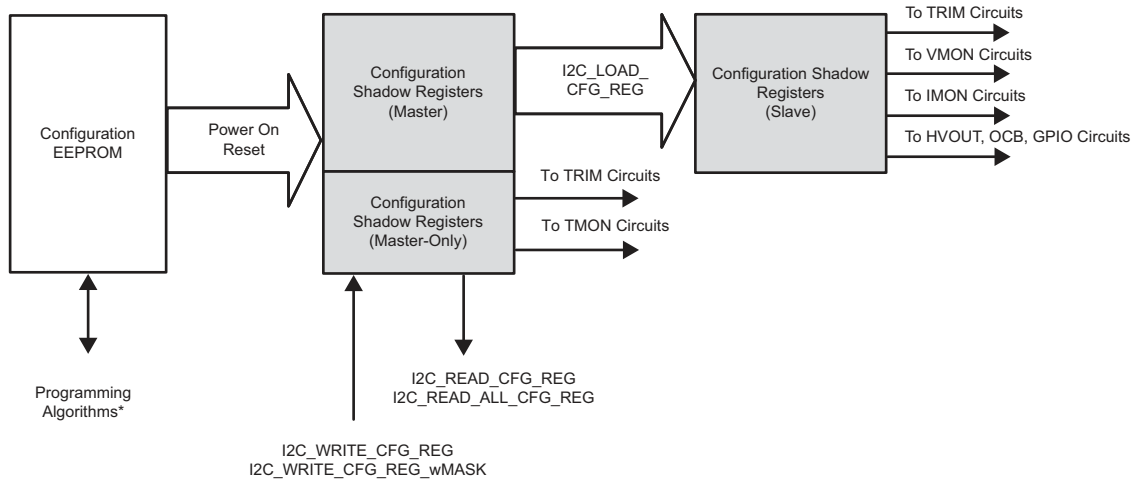 Configuration
EEPROM
Power On
Reset
Configuration
Shadow Registers
(Master)
Configuration
Shadow Registers
(Master-Only)
I2C_LOAD_
CFG_REG
Configuration Shadow
Registers
(Slave)
To TRIM Circuits
To VMON Circuits
To IMON Circuits
To HVOUT, OCB, GPIO Circuits
To TRIM Circuits
To TMON Circuits
Programming
Algorithms*
I2C_READ_CFG_REG
I2C_READ_ALL_CFG_REG
I2C_WRITE_CFG_REG
I2C_WRITE_CFG_REG_wMASK